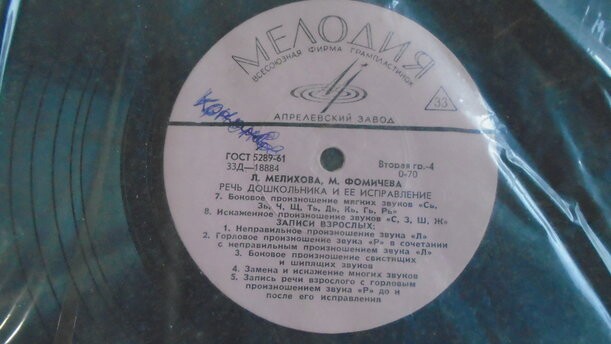 МЕЛОДИЯ
ВСЕСОЮЗНАЯ ФИРМА ГРАМПЛАСТИНОК
33
АПРЕЛЕВСКИЙ ЗАВОД
ГОСТ 5289-61
33Д—18884
Вторая гр.-4
0-70
Л. МЕЛИХОВА, М. ФОМИЧЕВА
РЕЧЬ ДОШКОЛЬНИКА И ЕЕ ИСПРАВЛЕНИЕ
7. Боковое произношение мягких звуков «Сь,
Зь, Ч, Щ, Ть, Дь, Кь, Гь, Рь»
8. Искаженное произношение звуков «С, З, Ш, Ж»
ЗАПИСИ ВЗРОСЛЫХ:
1. Неправильное произношение звука «Л»
2. Горловое произношение звука «Р» в сочетании
с неправильным произношением звука «Л»
3. Боковое произношение свистящих
и шипящих звуков
4. Замена и искажение многих звуков
5. Запись речи взрослого с горловым
произношением звука «Р» до и
после его исправления